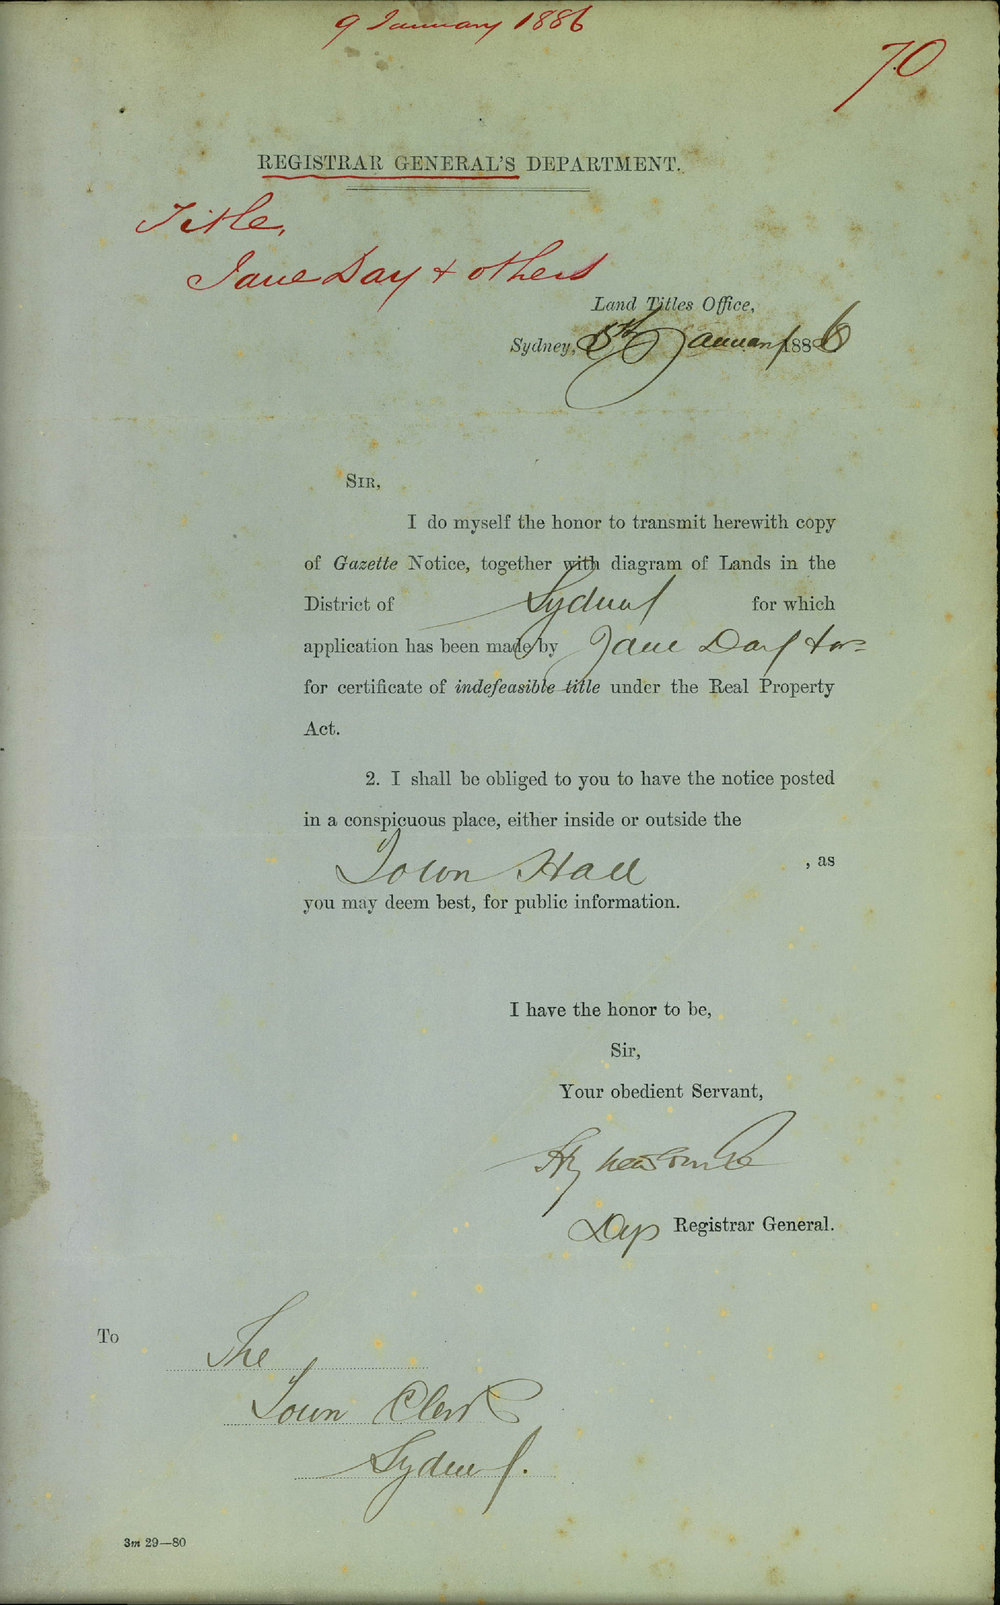 9 January 1886
70
REGISTRAR GENERAL'S DEPARTMENT.
Title,
Jane Day & others
Land Titles Office,
Sydney, 8th January 1886
SIR,
I do myself the honor to transmit herewith copy
of Gazette Notice, together with diagram of Lands in the
District of Sydney for which
application has been made by Jane Day & ors
for certificate of indefeasible title under the Real Property
Act.
2. I shall be obliged to you to have the notice posted
in a conspicuous place, either inside or outside the
Town Hall , as
you may deem best, for public information.
I have the honor to be,
Sir,
Your obedient Servant,
Dep Registrar General.
To
The
Town Clerk
Sydney.
3m 29—80